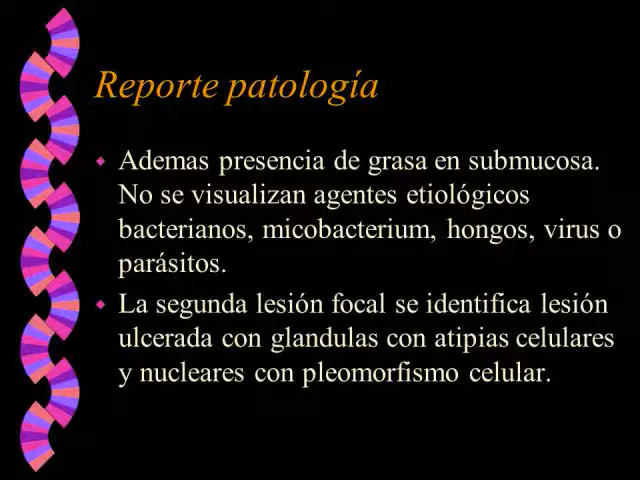 Reporte patología
Ademas presencia de grasa en submucosa.
No se visualizan agentes etiológicos
bacterianos, micobacterium, hongos, virus o
parásitos.
La segunda lesión focal se identifica lesión
ulcerada con glandulas con atipias celulares
y nucleares con pleomorfismo celular.